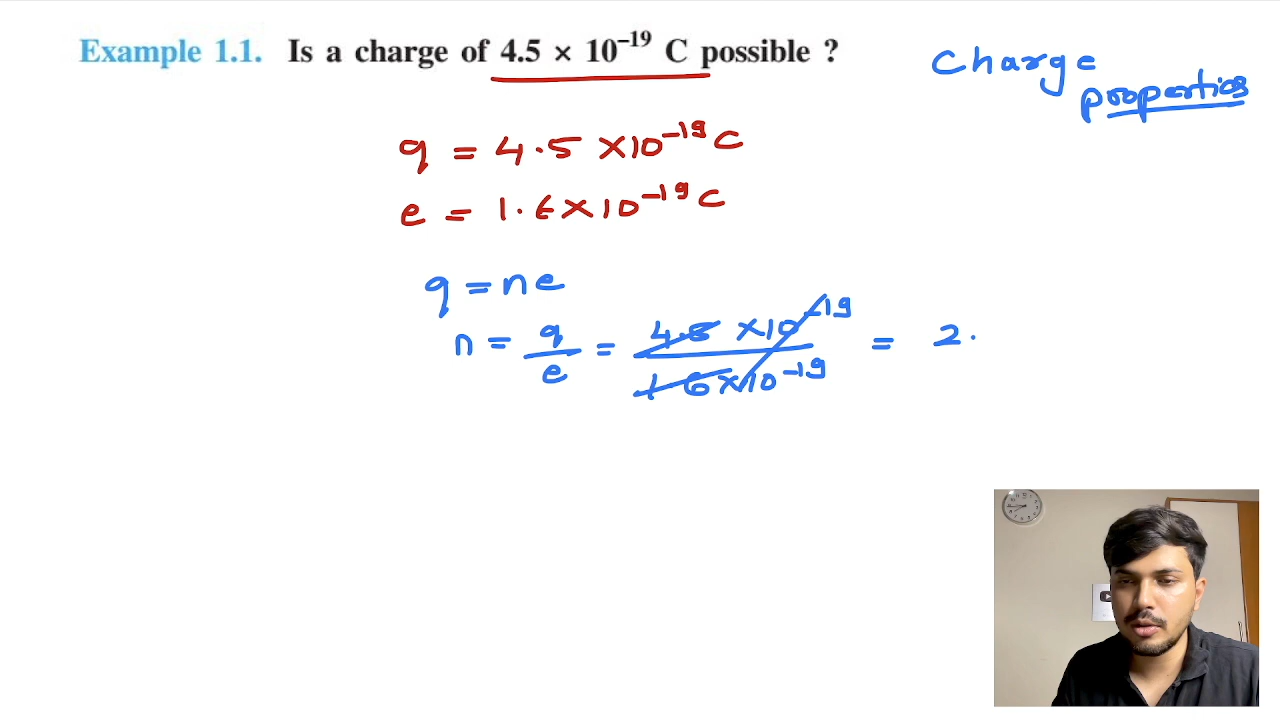 Example 1.1. Is a charge of 4.5 × 10⁻¹⁹ C possible ?
Charge
properties
q = 4.5 ×10⁻¹⁹ C
e = 1.6×10⁻¹⁹ C
q = ne
n = q/e = 4.5 ×10⁻¹⁹ / 1.6×10⁻¹⁹ = 2.